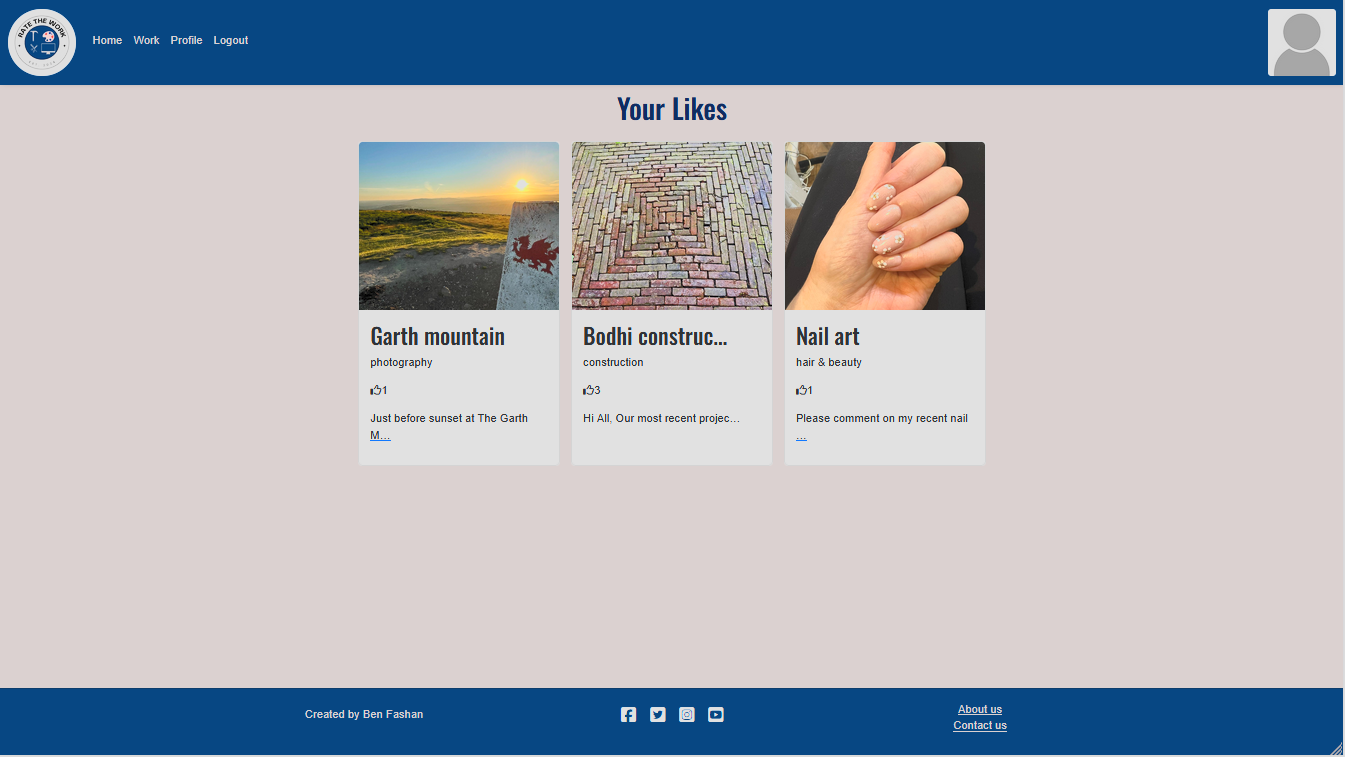 RATE THE WORK
Home Work Profile Logout
Your Likes
Garth mountain
photography
1
Just before sunset at The Garth
M...
Bodhi construc...
construction
3
Hi All, Our most recent projec...
Nail art
hair & beauty
1
Please comment on my recent nail
...
Created by Ben Fashan
About us
Contact us